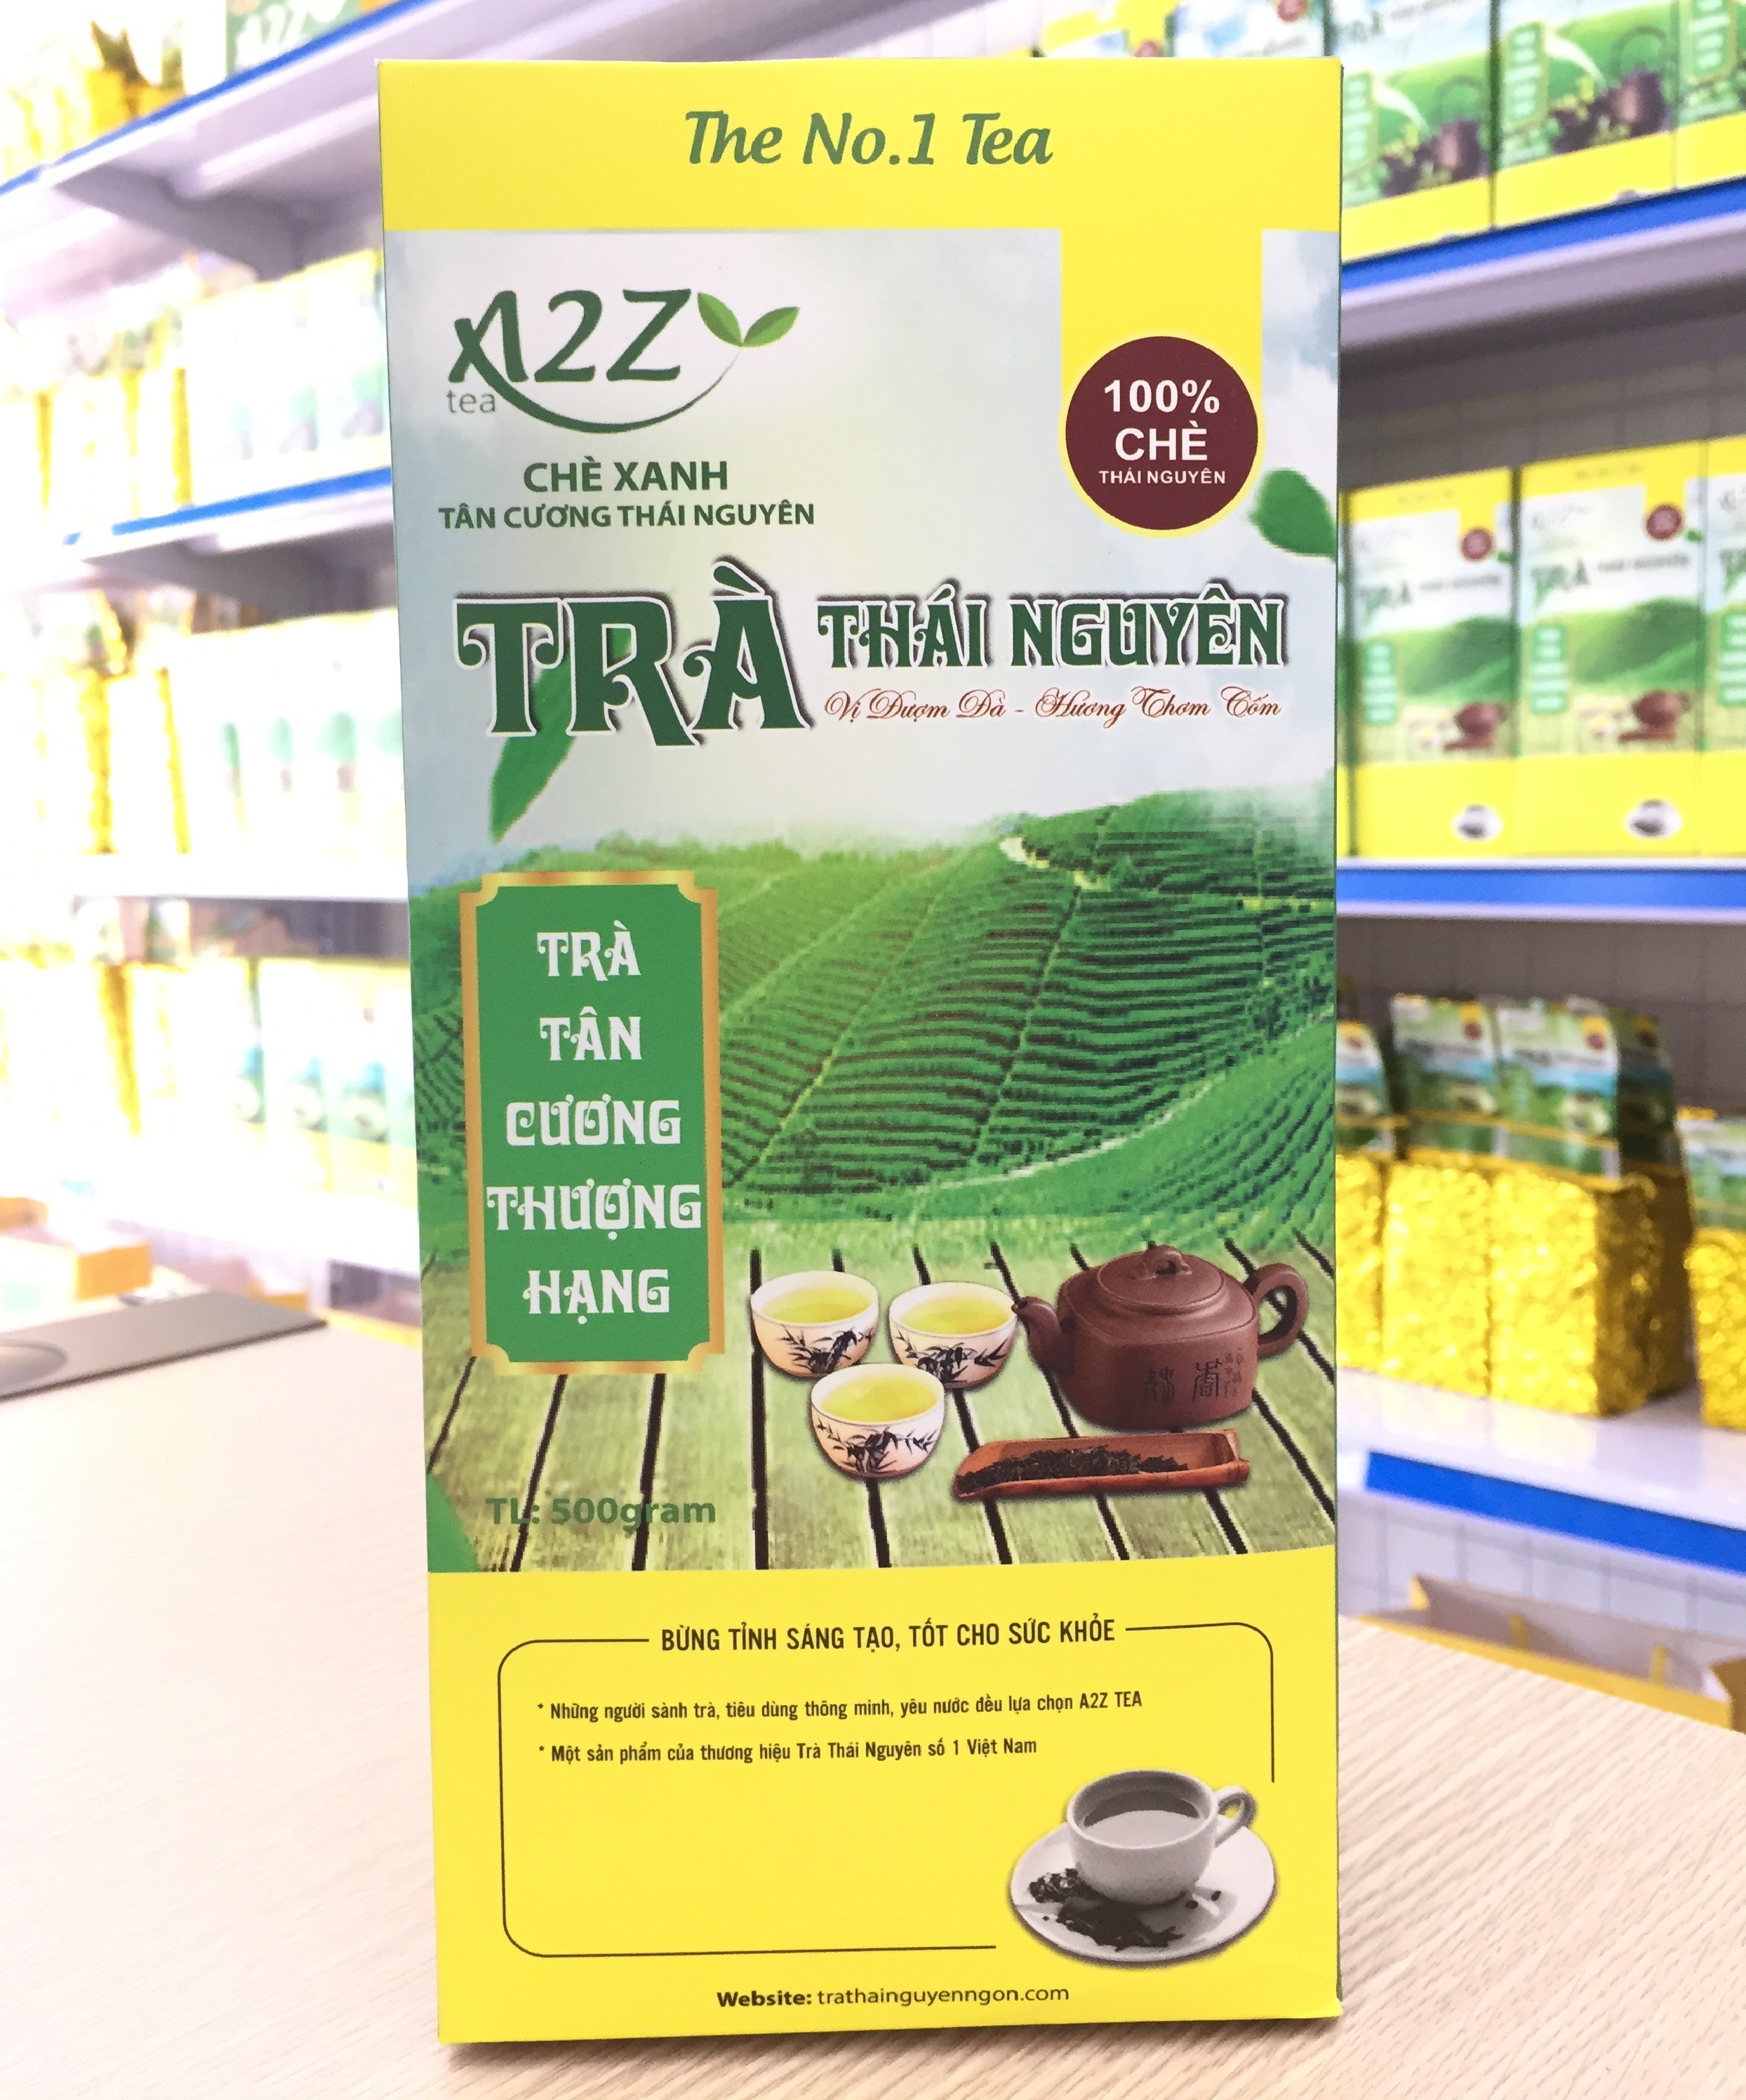 The No.1 Tea
A2Z
tea
CHÈ XANH
TÂN CƯƠNG THÁI NGUYÊN
100%
CHÈ
THÁI NGUYÊN
TRÀ THÁI NGUYÊN
Vị Đượm Đà - Hương Thơm Cốm
TRÀ
TÂN
CƯƠNG
THƯỢNG
HẠNG
TL: 500gram
BỪNG TỈNH SÁNG TẠO, TỐT CHO SỨC KHỎE
* Những người sành trà, tiêu dùng thông minh, yêu nước đều lựa chọn A2Z TEA
* Một sản phẩm của thương hiệu Trà Thái Nguyên số 1 Việt Nam
Website: trathainguyenngon.com